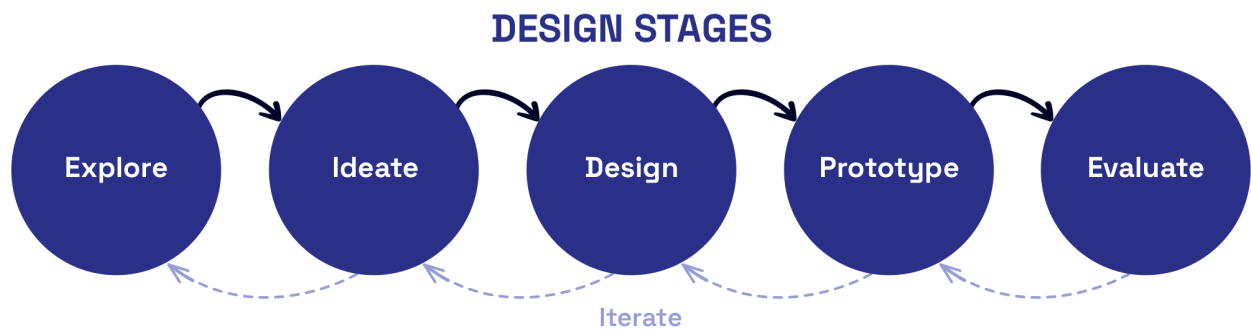 DESIGN STAGES
Explore
Ideate
Design
Prototype
Evaluate
Iterate